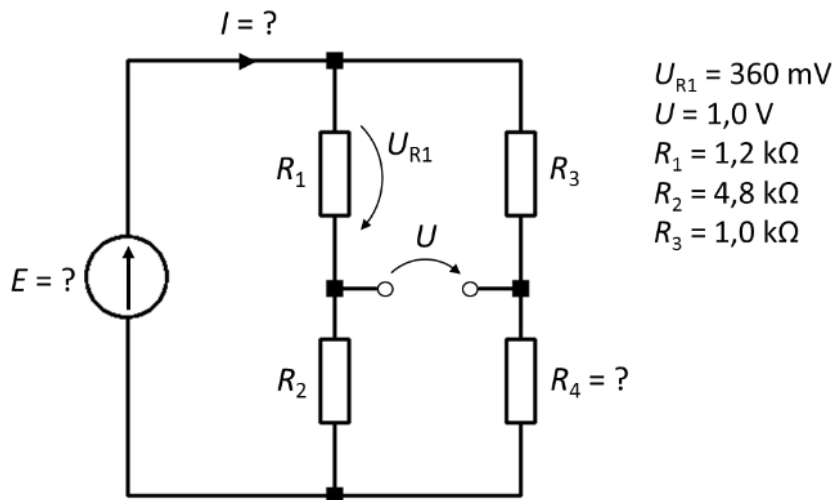 I = ?
U_R1 = 360 mV
U = 1,0 V
R_1 = 1,2 kΩ
R_2 = 4,8 kΩ
R_3 = 1,0 kΩ
R_1
U_R1
R_3
U
E = ?
R_2
R_4 = ?